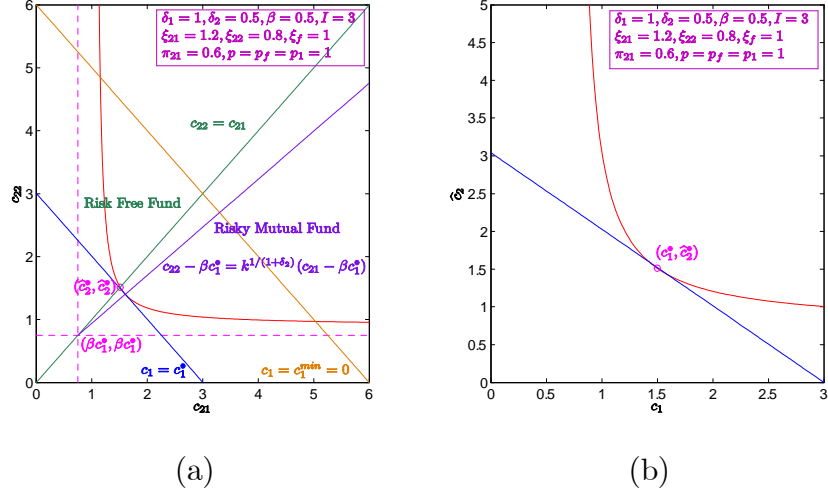 δ₁ = 1, δ₂ = 0.5, β = 0.5, I = 3
ξ₂₁ = 1.2, ξ₂₂ = 0.8, ξ_f = 1
π₂₁ = 0.6, p = p_f = p₁ = 1
c₂₂ = c₂₁
Risk Free Fund
Risky Mutual Fund
c₂₂ − βc₁• = k^{1/(1+δ₂)}(c₂₁ − βc₁•)
(ĉ₂•, ĉ₂•)
(βc₁•, βc₁•)
c₁ = c₁•
c₁ = c₁^{min} = 0
6
5
4
3
2
1
0
0 1 2 3 4 5 6
c₂₂
c₂₁
(a)
δ₁ = 1, δ₂ = 0.5, β = 0.5, I = 3
ξ₂₁ = 1.2, ξ₂₂ = 0.8, ξ_f = 1
π₂₁ = 0.6, p = p_f = p₁ = 1
(c₁•, ĉ₂•)
5
4.5
4
3.5
3
2.5
2
1.5
1
0.5
0
0 0.5 1 1.5 2 2.5 3
ĉ₂
c₁
(b)